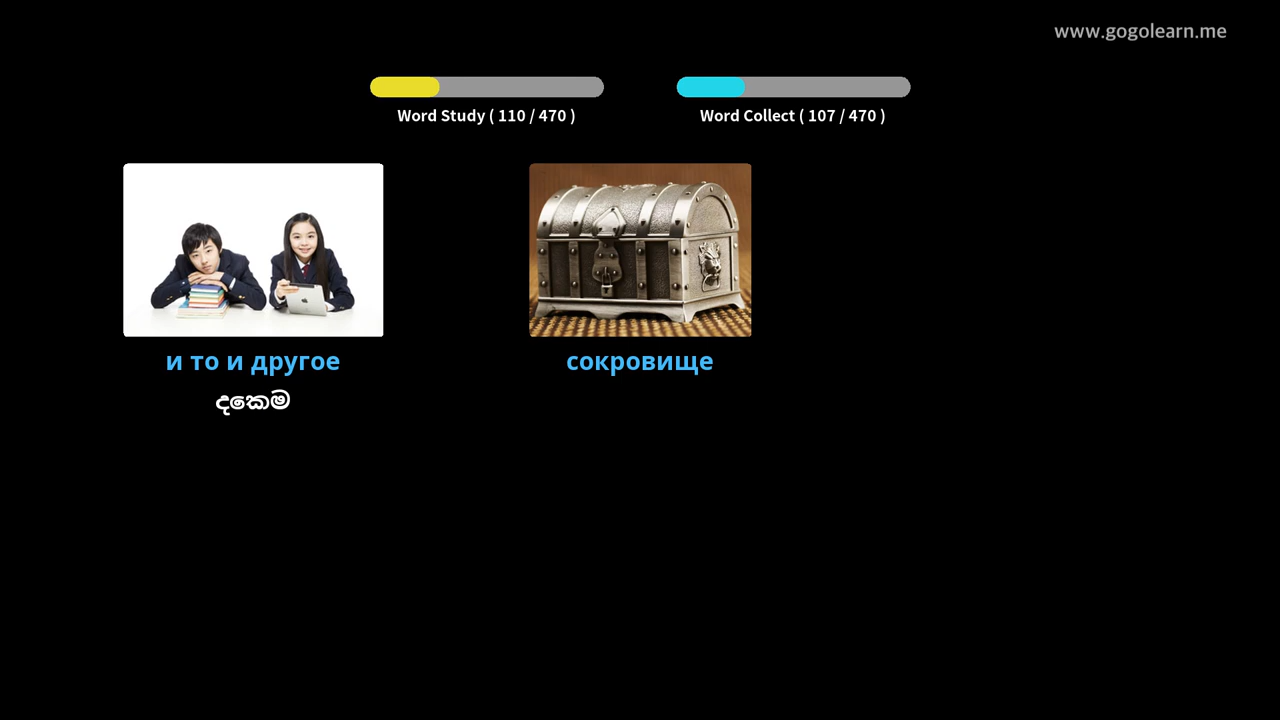 www.gogolearn.me
Word Study ( 110 / 470 )
Word Collect ( 107 / 470 )
и то и другое
сокровище
දෙකම